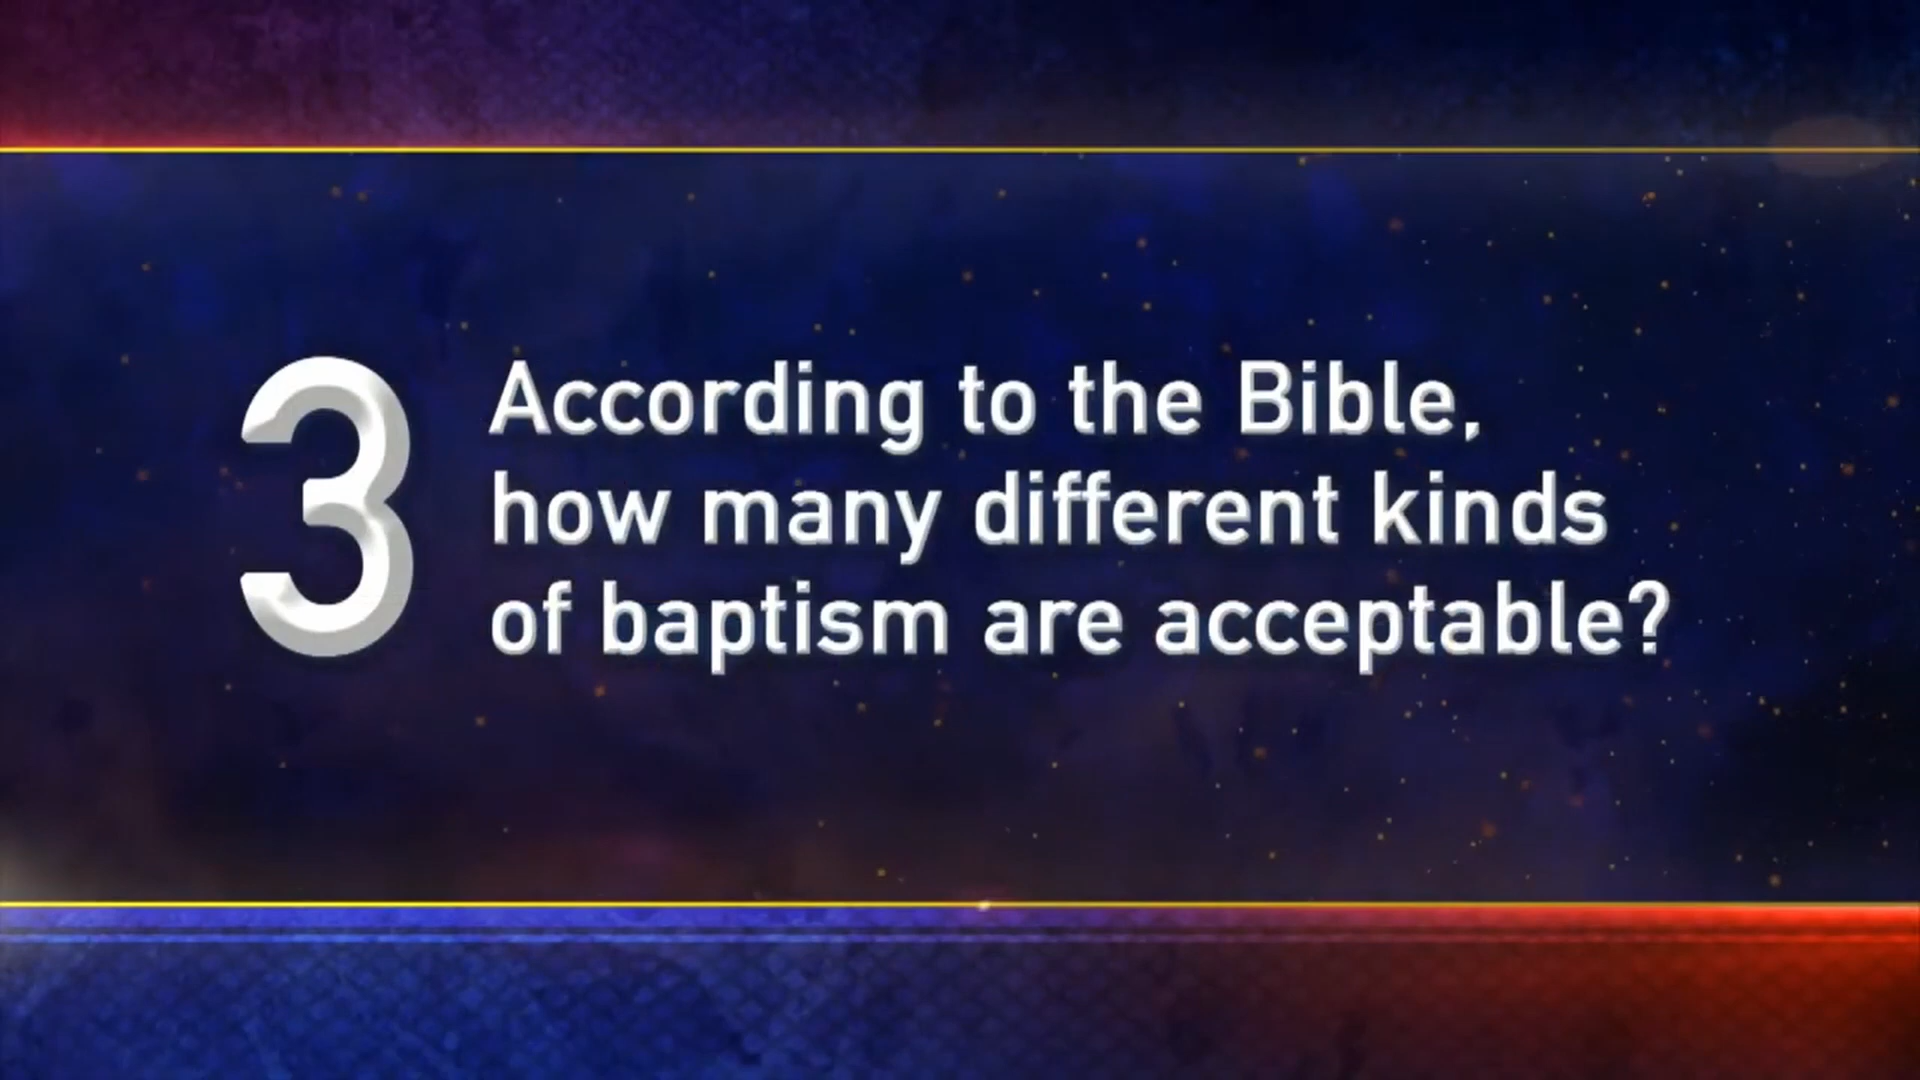 3
According to the Bible,
how many different kinds
of baptism are acceptable?